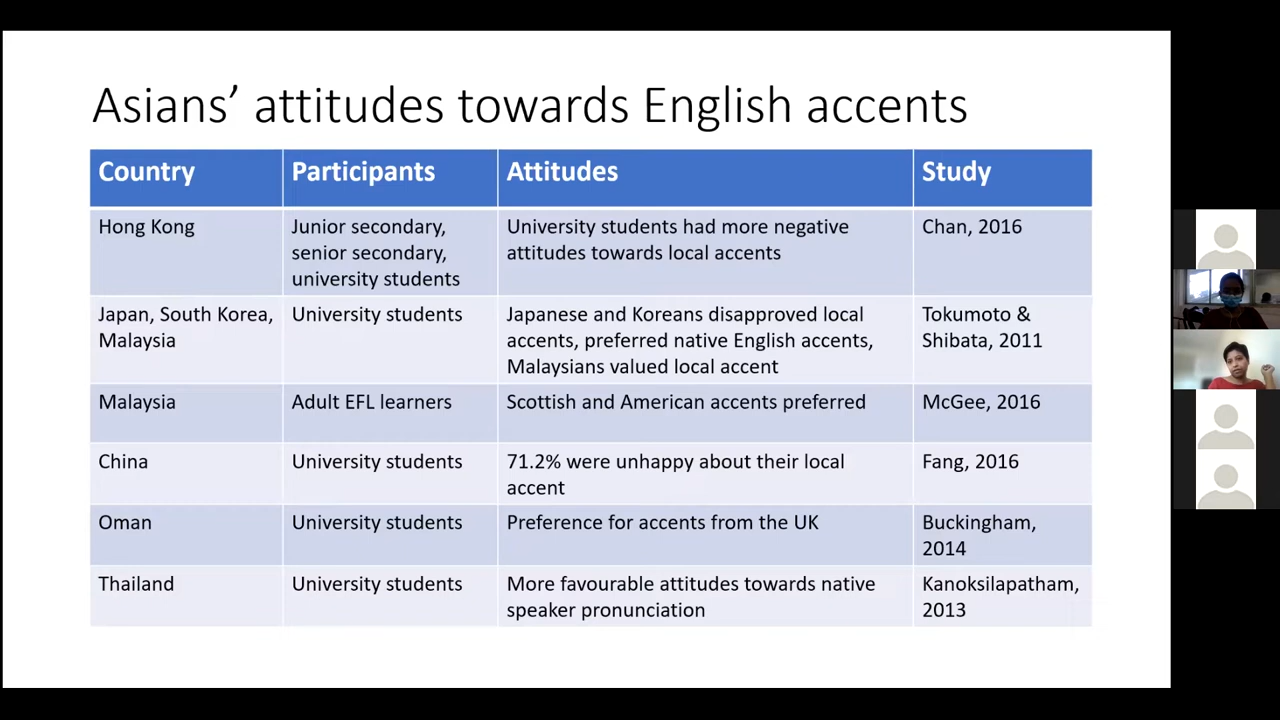 Asians’ attitudes towards English accents
Country Participants Attitudes Study
Hong Kong
Junior secondary,
senior secondary,
university students
University students had more negative
attitudes towards local accents
Chan, 2016
Japan, South Korea,
Malaysia
University students
Japanese and Koreans disapproved local
accents, preferred native English accents,
Malaysians valued local accent
Tokumoto &
Shibata, 2011
Malaysia
Adult EFL learners
Scottish and American accents preferred
McGee, 2016
China
University students
71.2% were unhappy about their local
accent
Fang, 2016
Oman
University students
Preference for accents from the UK
Buckingham,
2014
Thailand
University students
More favourable attitudes towards native
speaker pronunciation
Kanoksilapatham,
2013